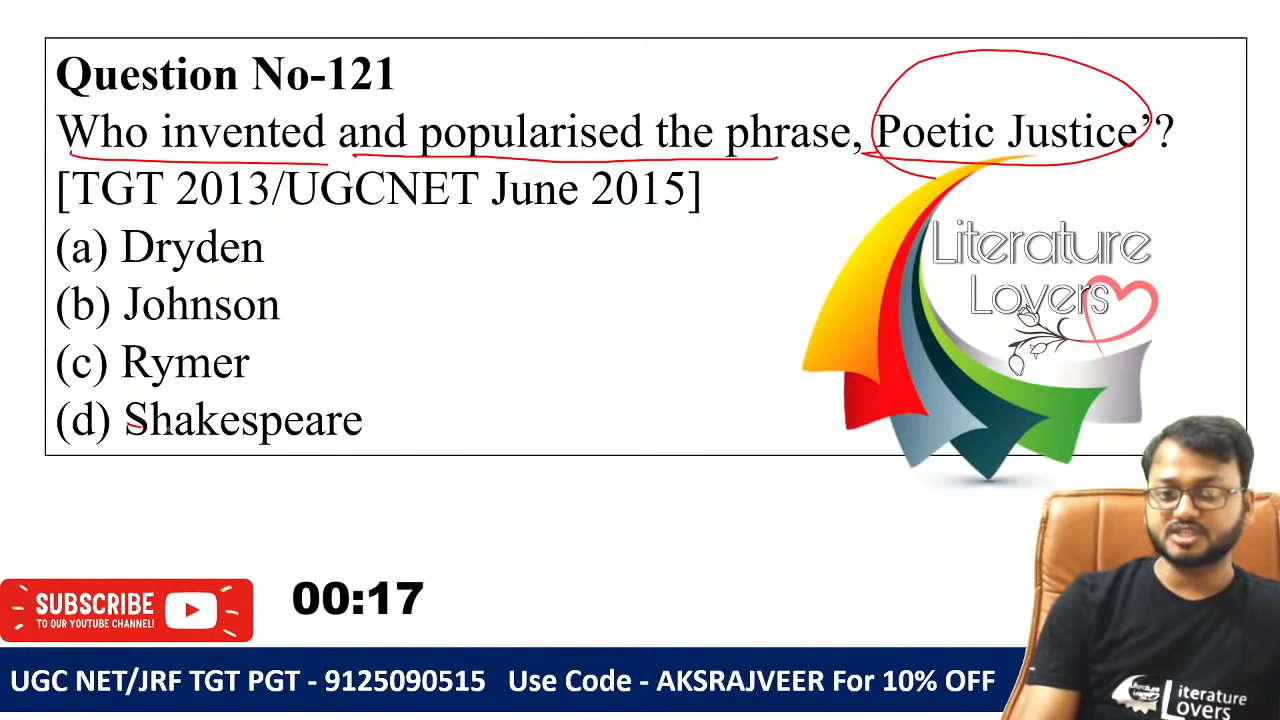 Question No-121
Who invented and popularised the phrase, Poetic Justice’?
[TGT 2013/UGCNET June 2015]
(a) Dryden
(b) Johnson
(c) Rymer
(d) Shakespeare
Literature
Lovers
SUBSCRIBE
TO OUR YOUTUBE CHANNEL!
00:17
UGC NET/JRF TGT PGT - 9125090515 Use Code - AKSRAJVEER For 10% OFF
Literature
Lovers